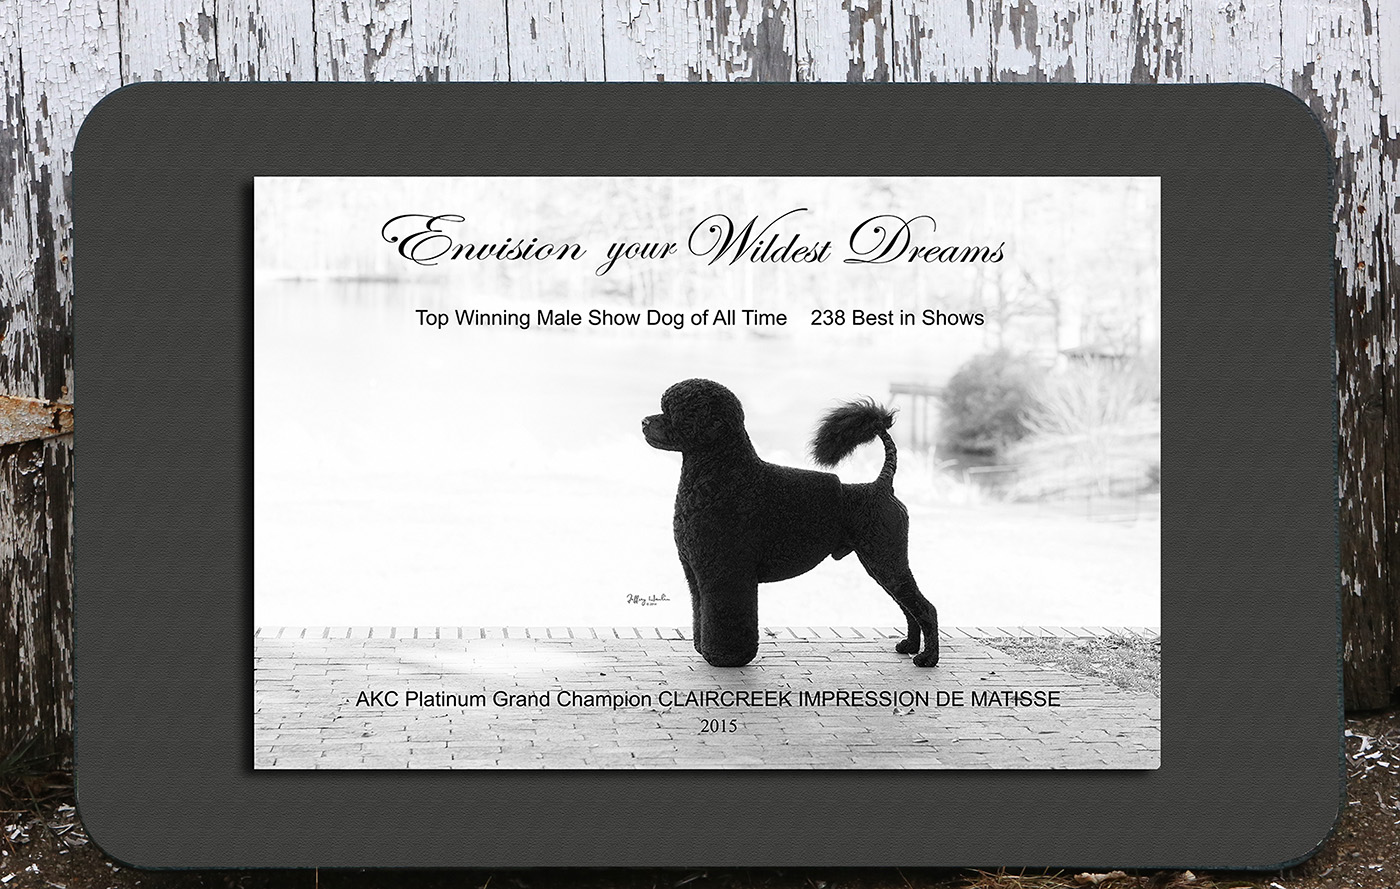 Envision your Wildest Dreams
Top Winning Male Show Dog of All Time 238 Best in Shows
AKC Platinum Grand Champion CLAIRCREEK IMPRESSION DE MATISSE
2015